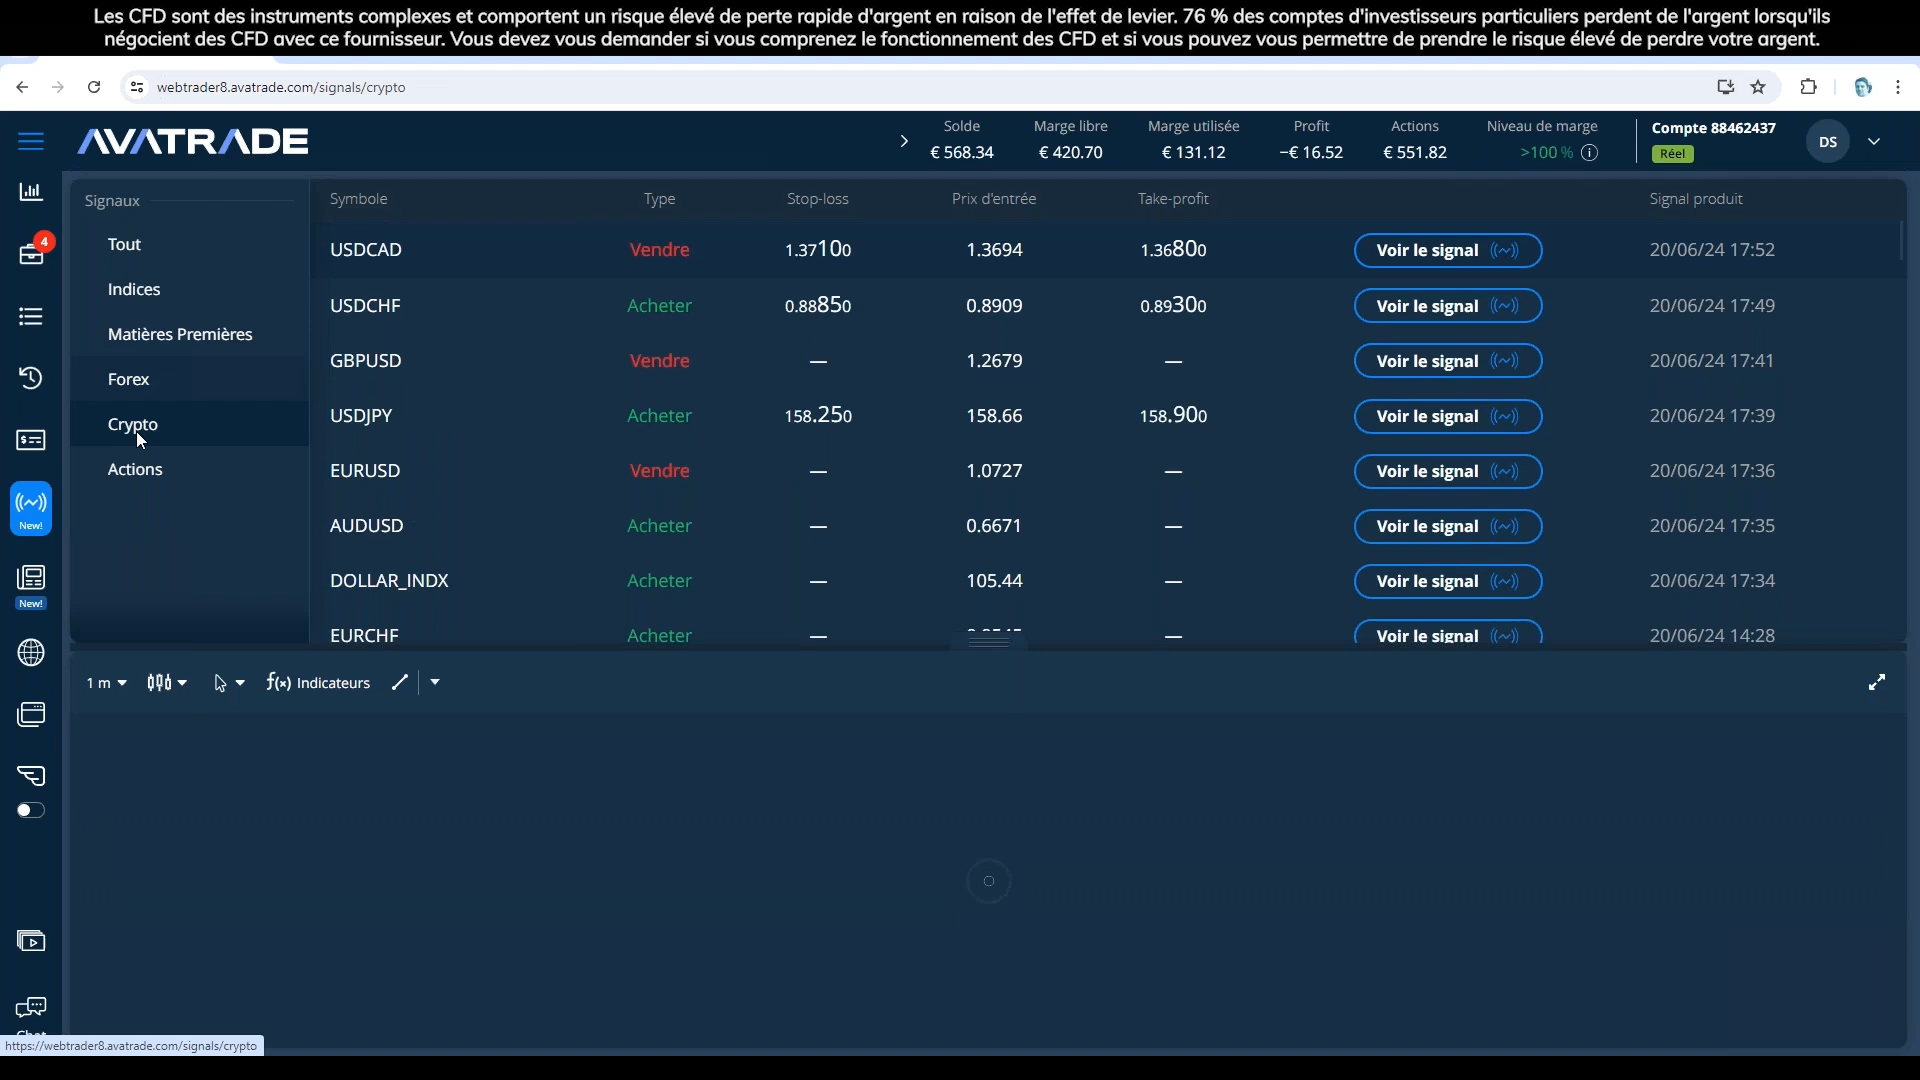 Les CFD sont des instruments complexes et comportent un risque élevé de perte rapide d'argent en raison de l'effet de levier. 76 % des comptes d'investisseurs particuliers perdent de l'argent lorsqu'ils
négocient des CFD avec ce fournisseur. Vous devez vous demander si vous comprenez le fonctionnement des CFD et si vous pouvez vous permettre de prendre le risque élevé de perdre votre argent.
webtrader8.avatrade.com/signals/crypto
AVATRADE
Solde Marge libre Marge utilisée Profit Actions Niveau de marge Compte 88462437
€ 568.34 € 420.70 € 131.12 −€ 16.52 € 551.82 >100 % Réel
DS
Signaux Symbole Type Stop-loss Prix d'entrée Take-profit Signal produit
4
Tout
Indices
Matières Premières
Forex
Crypto
Actions
USDCAD Vendre 1.37100 1.3694 1.36800 Voir le signal 20/06/24 17:52
USDCHF Acheter 0.88850 0.8909 0.89300 Voir le signal 20/06/24 17:49
GBPUSD Vendre — 1.2679 — Voir le signal 20/06/24 17:41
USDJPY Acheter 158.250 158.66 158.900 Voir le signal 20/06/24 17:39
EURUSD Vendre — 1.0727 — Voir le signal 20/06/24 17:36
AUDUSD Acheter — 0.6671 — Voir le signal 20/06/24 17:35
DOLLAR_INDX Acheter — 105.44 — Voir le signal 20/06/24 17:34
EURCHF Acheter — — Voir le signal 20/06/24 14:28
New!
New!
1 m f(x) Indicateurs
https://webtrader8.avatrade.com/signals/crypto